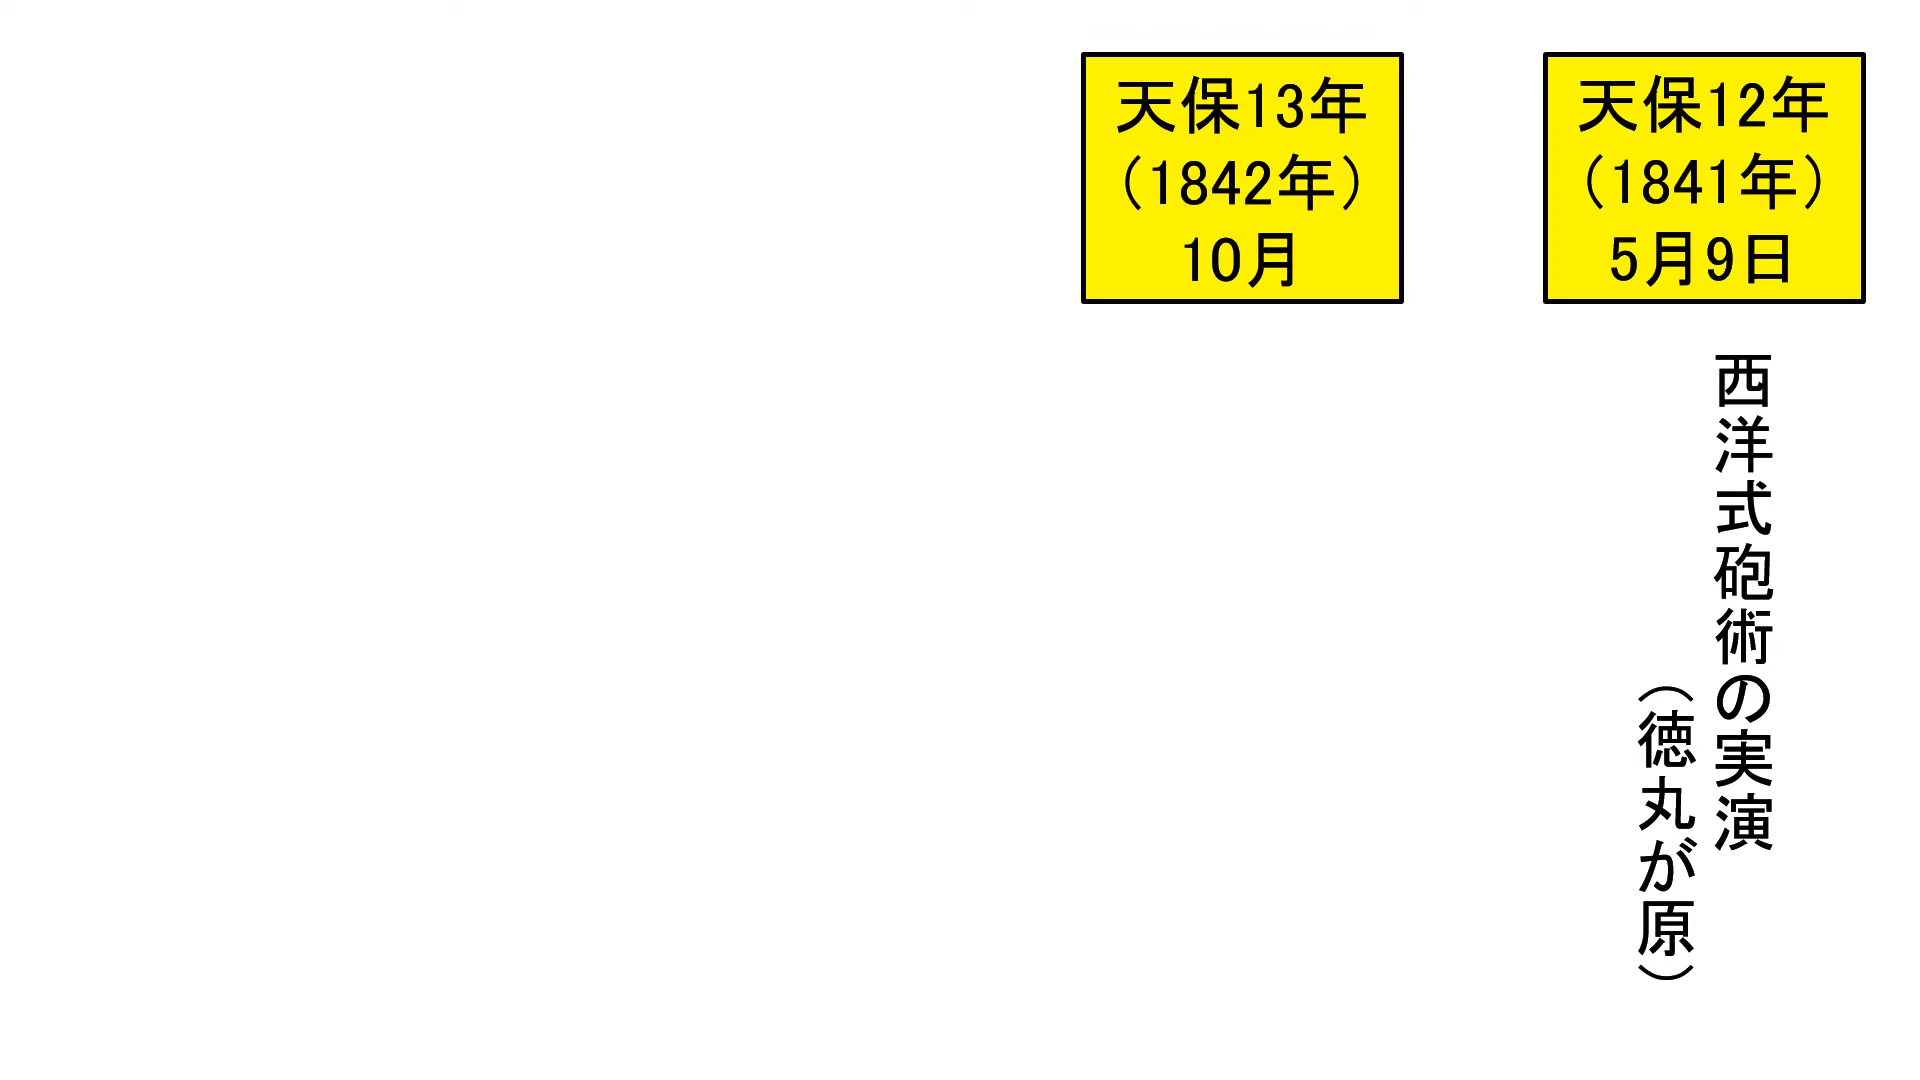 天保12年
（1841年）
5月9日
西洋式砲術の実演
（徳丸が原）
天保13年
（1842年）
10月